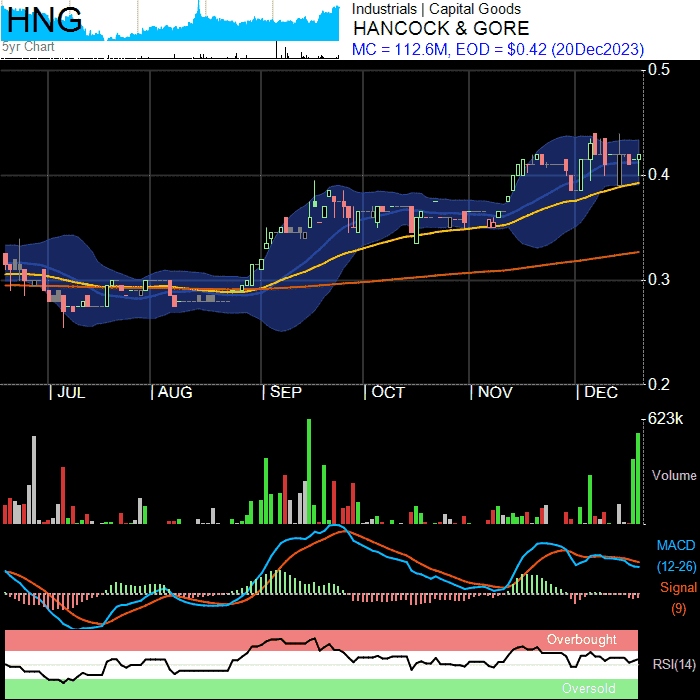 HNG
5yr Chart
Industrials | Capital Goods
HANCOCK & GORE
MC = 112.6M, EOD = $0.42 (20Dec2023)
0.5
0.4
0.3
0.2
| JUL | AUG | SEP | OCT | NOV | DEC
623k
Volume
MACD
(12-26)
Signal
(9)
Overbought
RSI(14)
Oversold